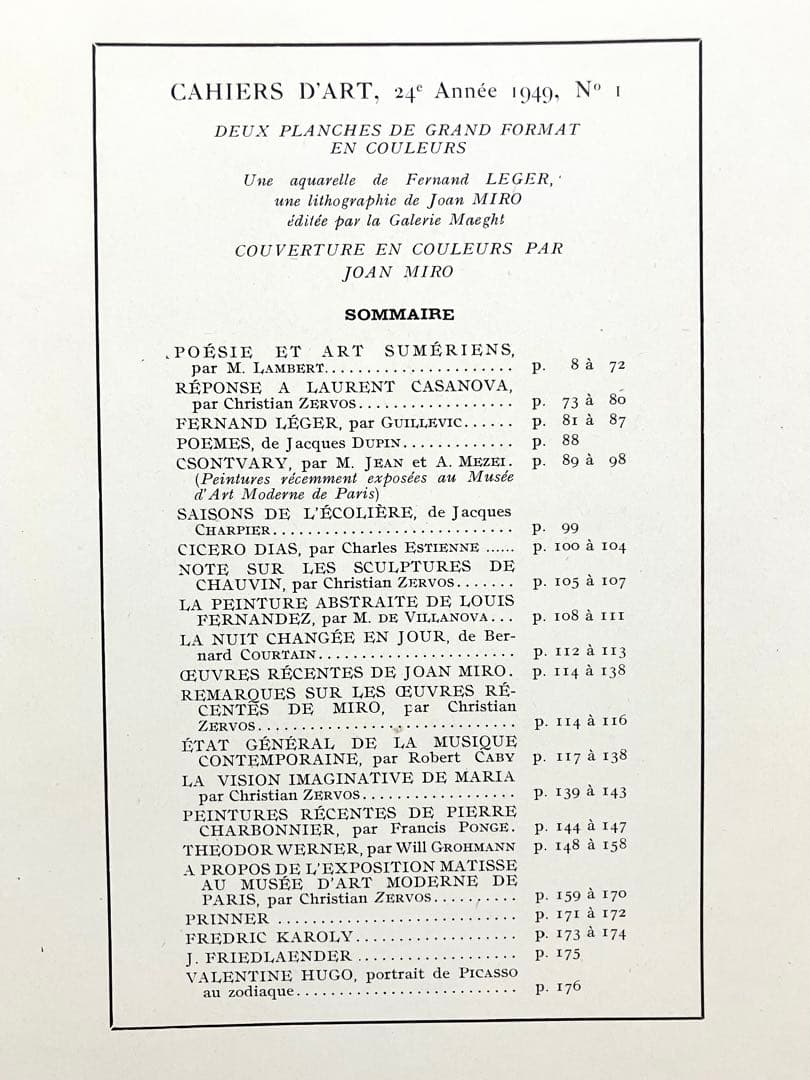 CAHIERS D'ART, 24e Année 1949, No 1
DEUX PLANCHES DE GRAND FORMAT
EN COULEURS
Une aquarelle de Fernand LEGER,
une lithographie de Joan MIRO
éditée par la Galerie Maeght
COUVERTURE EN COULEURS PAR
JOAN MIRO
SOMMAIRE
POÉSIE ET ART SUMÉRIENS,
par M. LAMBERT...................... p. 8 à 72
RÉPONSE A LAURENT CASANOVA,
par Christian ZERVOS.................. p. 73 à 80
FERNAND LÉGER, par GUILLEVIC...... p. 81 à 87
POEMES, de Jacques DUPIN............. p. 88
CSONTVARY, par M. JEAN et A. MEZEI. p. 89 à 98
(Peintures récemment exposées au Musée
d'Art Moderne de Paris)
SAISONS DE L'ÉCOLIÈRE, de Jacques
CHARPIER............................ p. 99
CICERO DIAS, par Charles ESTIENNE ...... p. 100 à 104
NOTE SUR LES SCULPTURES DE
CHAUVIN, par Christian ZERVOS....... p. 105 à 107
LA PEINTURE ABSTRAITE DE LOUIS
FERNANDEZ, par M. DE VILLANOVA... p. 108 à 111
LA NUIT CHANGÉE EN JOUR, de Ber-
nard COURTAIN....................... p. 112 à 113
ŒUVRES RÉCENTES DE JOAN MIRO. p. 114 à 138
REMARQUES SUR LES ŒUVRES RÉ-
CENTES DE MIRO, par Christian
ZERVOS.............................. p. 114 à 116
ÉTAT GÉNÉRAL DE LA MUSIQUE
CONTEMPORAINE, par Robert CABY p. 117 à 138
LA VISION IMAGINATIVE DE MARIA
par Christian ZERVOS.................. p. 139 à 143
PEINTURES RÉCENTES DE PIERRE
CHARBONNIER, par Francis PONGE. p. 144 à 147
THEODOR WERNER, par Will GROHMANN p. 148 à 158
A PROPOS DE L'EXPOSITION MATISSE
AU MUSÉE D'ART MODERNE DE
PARIS, par Christian ZERVOS.......... p. 159 à 170
PRINNER ............................ p. 171 à 172
FREDRIC KAROLY................... p. 173 à 174
J. FRIEDLAENDER ................... p. 175
VALENTINE HUGO, portrait de PICASSO
au zodiaque.......................... p. 176